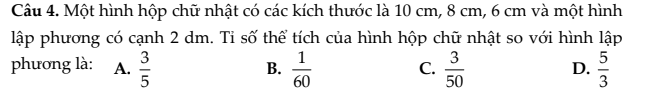 Câu 4. Một hình hộp chữ nhật có các kích thước là 10 cm, 8 cm, 6 cm và một hình
lập phương có cạnh 2 dm. Tỉ số thể tích của hình hộp chữ nhật so với hình lập
phương là: A. 3/5 B. 1/60 C. 3/50 D. 5/3